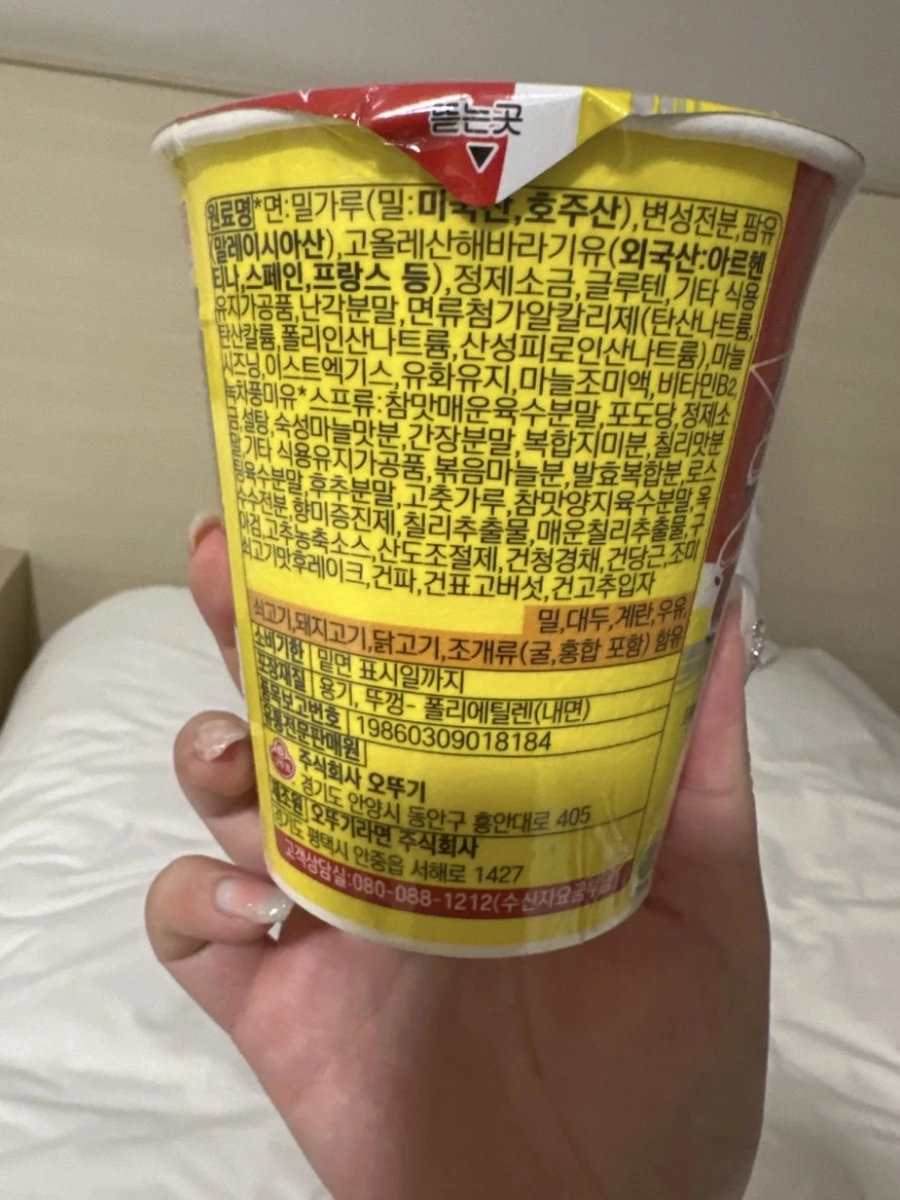 뜯는곳
원료명*면:밀가루(밀:미국산,호주산),변성전분,팜유
(말레이시아산),고올레산해바라기유(외국산:아르헨
티나,스페인,프랑스 등),정제소금,글루텐,기타 식용
유지가공품,난각분말,면류첨가알칼리제(탄산나트륨,
탄산칼륨,폴리인산나트륨,산성피로인산나트륨),마늘
시즈닝,이스트엑기스,유화유지,마늘조미액,비타민B2,
녹차풍미유*스프류:참맛매운육수분말,포도당,정제소
금,설탕,숙성마늘맛분,간장분말,복합지미분,칠리맛분
말,기타 식용유지가공품,볶음마늘분,발효복합분,로스
팅육수분말,후추분말,고춧가루,참맛양지육수분말,옥
수수전분,향미증진제,칠리추출물,매운칠리추출물,구
아검,고추농축소스,산도조절제,건청경채,건당근,조미
쇠고기맛후레이크,건파,건표고버섯,건고추입자
밀,대두,계란,우유,
쇠고기,돼지고기,닭고기,조개류(굴,홍합 포함) 함유
소비기한 밑면 표시일까지
포장재질 용기, 뚜껑- 폴리에틸렌(내면)
품목보고번호 19860309018184
유통전문판매원
주식회사 오뚜기
경기도 안양시 동안구 흥안대로 405
제조원 오뚜기라면 주식회사
경기도 평택시 안중읍 서해로 1427
고객상담실:080-088-1212(수신자요금부담)